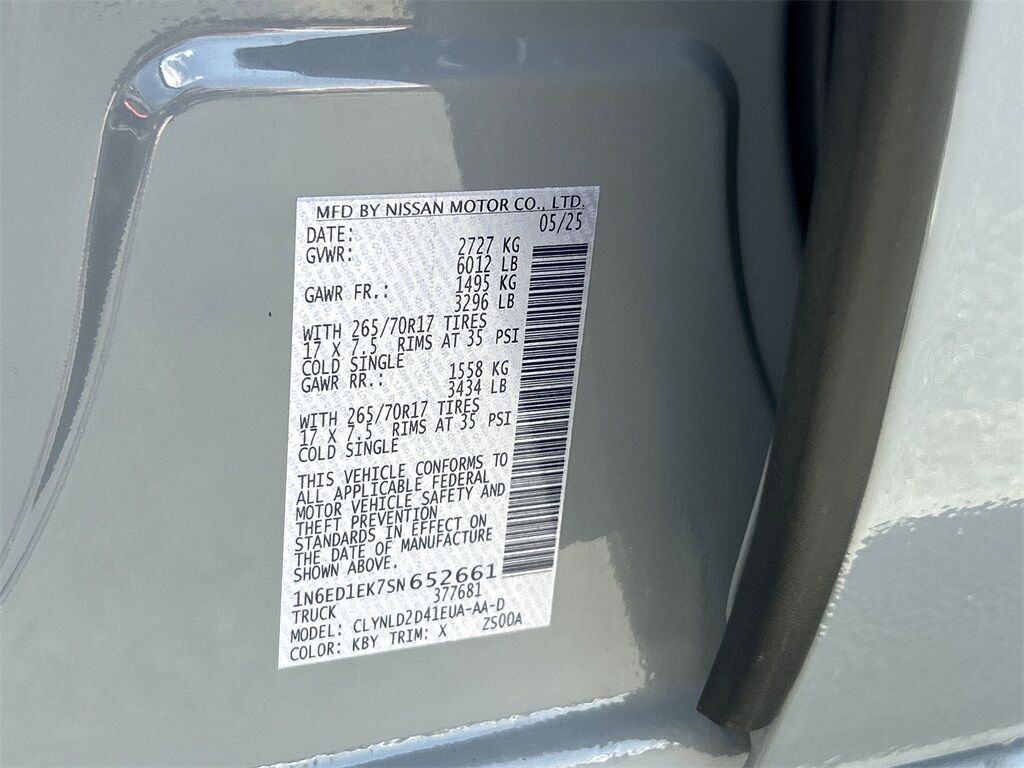 MFD BY NISSAN MOTOR CO., LTD.
DATE: 05/25
GVWR: 2727 KG
6012 LB
GAWR FR.: 1495 KG
3296 LB
WITH 265/70R17 TIRES
17 X 7.5 RIMS AT 35 PSI
COLD SINGLE
GAWR RR.: 1558 KG
3434 LB
WITH 265/70R17 TIRES
17 X 7.5 RIMS AT 35 PSI
COLD SINGLE
THIS VEHICLE CONFORMS TO
ALL APPLICABLE FEDERAL
MOTOR VEHICLE SAFETY AND
THEFT PREVENTION
STANDARDS IN EFFECT ON
THE DATE OF MANUFACTURE
SHOWN ABOVE.
1N6ED1EK7SN652661
TRUCK 377681
MODEL: CLYNLD2D41EUA-AA-D
COLOR: KBY TRIM: X ZS00A